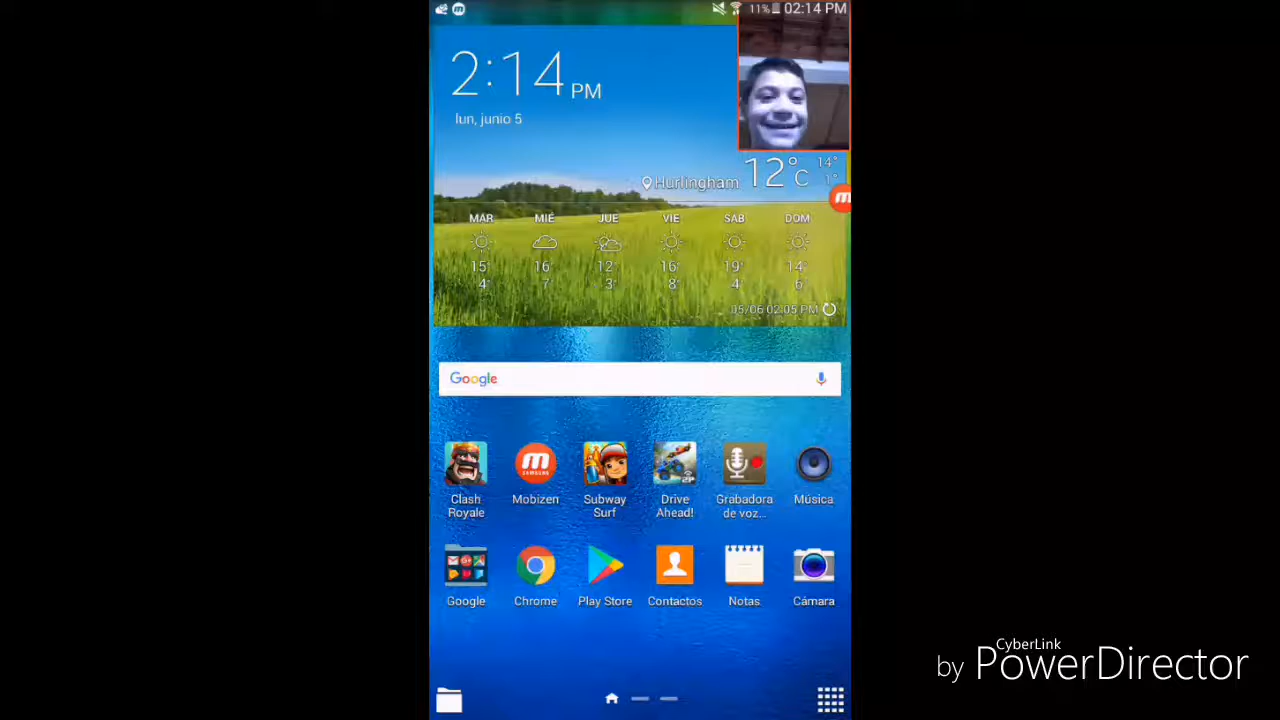 11% 02:14 PM
2:14 PM
lun, junio 5
Hurlingham 12°C 14° 1°
MAR MIÉ JUE VIE SAB DOM
15° 16° 12° 16° 19° 14°
4° 7° 3° 8° 4° 6°
05/06 02:05 PM
Google
Clash Royale
Mobizen
Subway Surf
Drive Ahead!
Grabadora de voz...
Música
Google
Chrome
Play Store
Contactos
Notas
Cámara
CyberLink
by PowerDirector